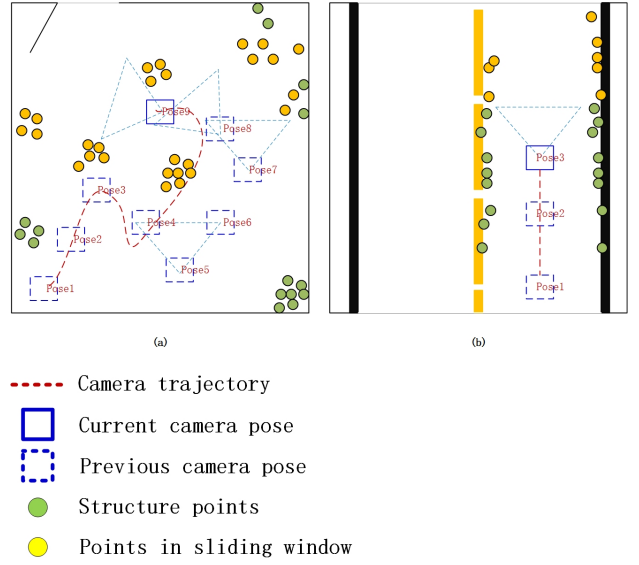 Pose9
Pose8
Pose7
Pose3
Pose4
Pose6
Pose2
Pose5
Pose1
Pose3
Pose2
Pose1
(a)
(b)
Camera trajectory
Current camera pose
Previous camera pose
Structure points
Points in sliding window